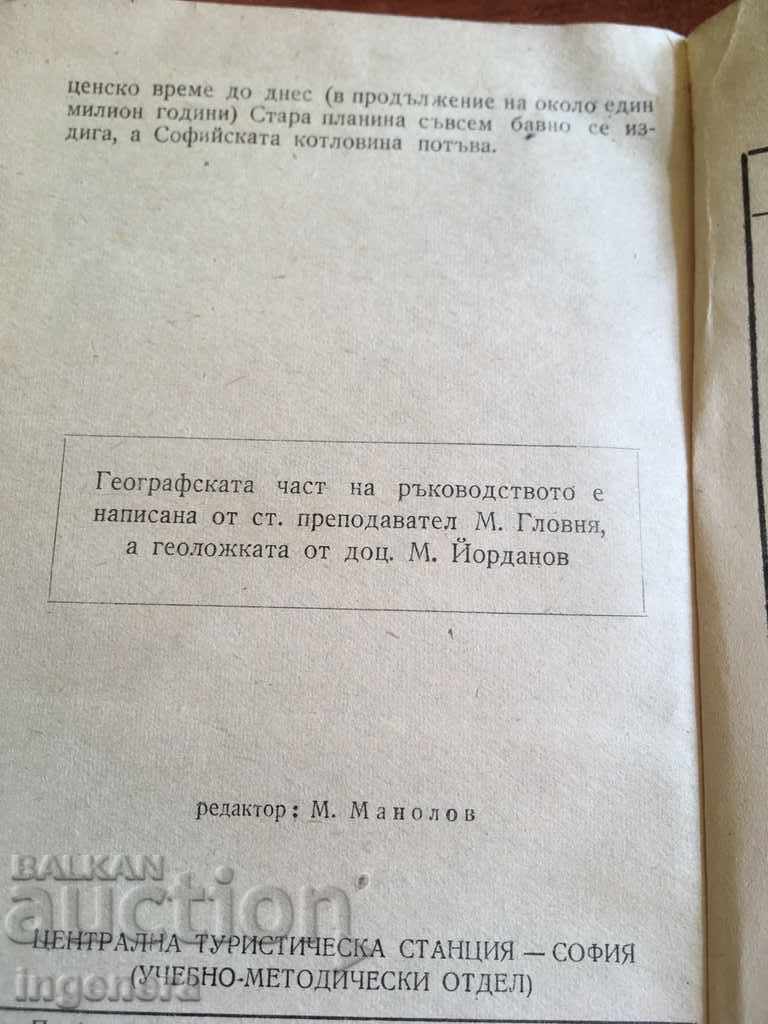 ценско време до днес (в продължение на около един
милион години) Стара планина съвсем бавно се из-
дига, а Софийската котловина потъва.
Географската част на ръководството е
написана от ст. преподавател М. Гловня,
а геоложката от доц. М. Йорданов
редактор: М. Манолов
BALKAN
auction
ЦЕНТРАЛНА ТУРИСТИЧЕСКА СТАНЦИЯ — СОФИЯ
(УЧЕБНО-МЕТОДИЧЕСКИ ОТДЕЛ)
ingenera